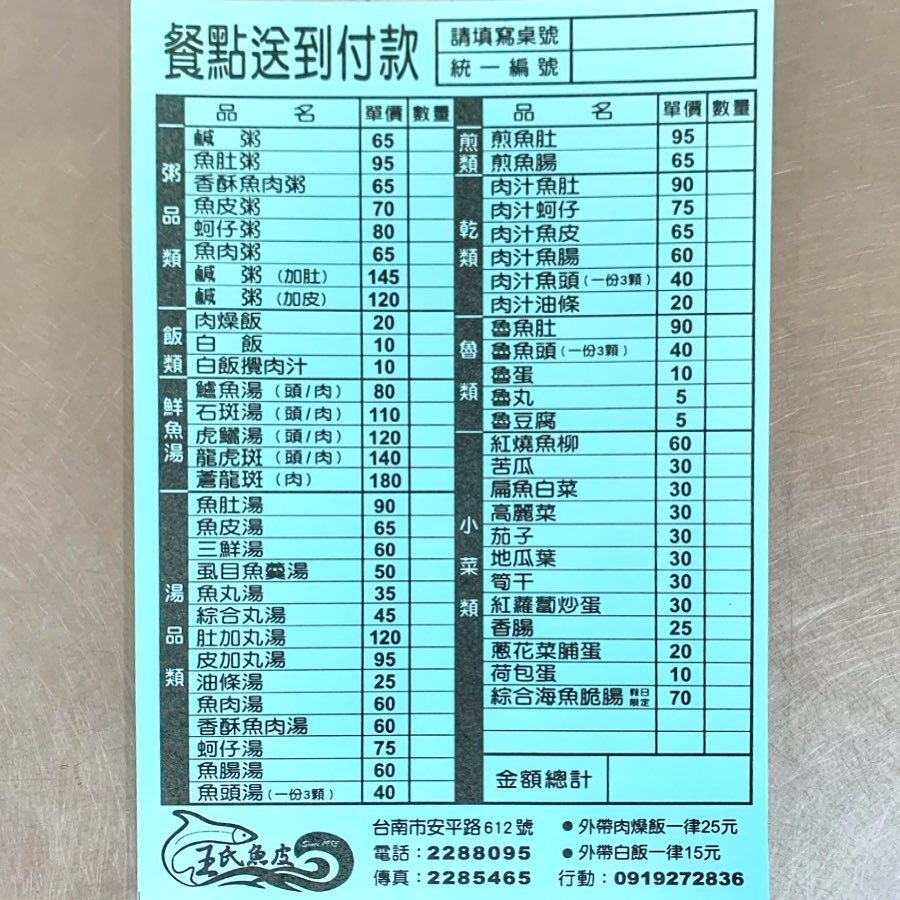 餐點送到付款
請填寫桌號
統一編號
品名 單價 數量
粥品類
鹹粥 65
魚肚粥 95
香酥魚肉粥 65
魚皮粥 70
蚵仔粥 80
魚肉粥 65
鹹粥(加肚) 145
鹹粥(加皮) 120
飯類
肉燥飯 20
白飯 10
白飯攪肉汁 10
鮮魚湯
鱸魚湯(頭/肉) 80
石斑湯(頭/肉) 110
虎鱺湯(頭/肉) 120
龍虎斑(頭/肉) 140
蒼龍斑(肉) 180
湯品類
魚肚湯 90
魚皮湯 65
三鮮湯 60
虱目魚羹湯 50
魚丸湯 35
綜合丸湯 45
肚加丸湯 120
皮加丸湯 95
油條湯 25
魚肉湯 60
香酥魚肉湯 60
蚵仔湯 75
魚腸湯 60
魚頭湯(一份3顆) 40
品名 單價 數量
煎類
煎魚肚 95
煎魚腸 65
乾類
肉汁魚肚 90
肉汁蚵仔 75
肉汁魚皮 65
肉汁魚腸 60
肉汁魚頭(一份3顆) 40
肉汁油條 20
魯類
魯魚肚 90
魯魚頭(一份3顆) 40
魯蛋 10
魯丸 5
魯豆腐 5
小菜類
紅燒魚柳 60
苦瓜 30
扁魚白菜 30
高麗菜 30
茄子 30
地瓜葉 30
筍干 30
紅蘿蔔炒蛋 30
香腸 25
蔥花菜脯蛋 20
荷包蛋 10
綜合海魚脆腸 假日限定 70
金額總計
王氏魚皮
Since 1955
台南市安平路612號
電話:2288095
傳真:2285465
●外帶肉燥飯一律25元
●外帶白飯一律15元
行動:0919272836